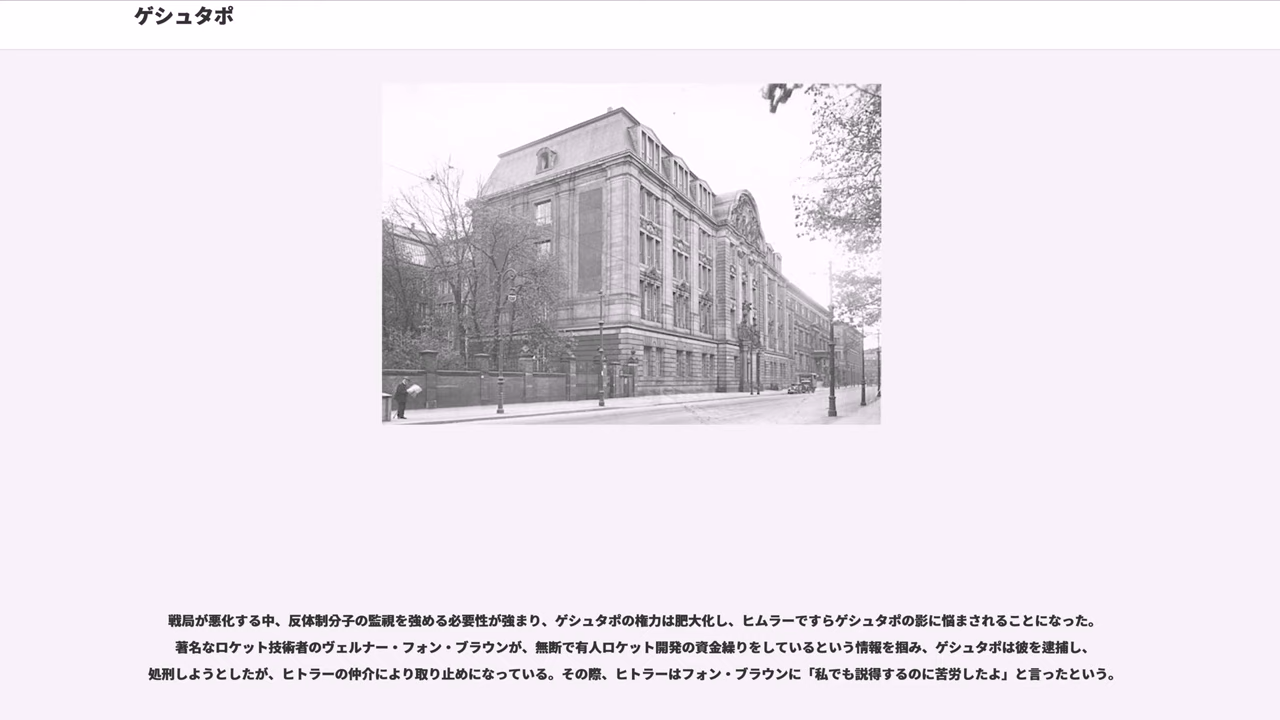 ゲシュタポ
戦局が悪化する中、反体制分子の監視を強める必要性が強まり、ゲシュタポの権力は肥大化し、ヒムラーですらゲシュタポの影に悩まされることになった。
著名なロケット技術者のヴェルナー・フォン・ブラウンが、無断で有人ロケット開発の資金繰りをしているという情報を掴み、ゲシュタポは彼を逮捕し、
処刑しようとしたが、ヒトラーの仲介により取り止めになっている。その際、ヒトラーはフォン・ブラウンに「私でも説得するのに苦労したよ」と言ったという。